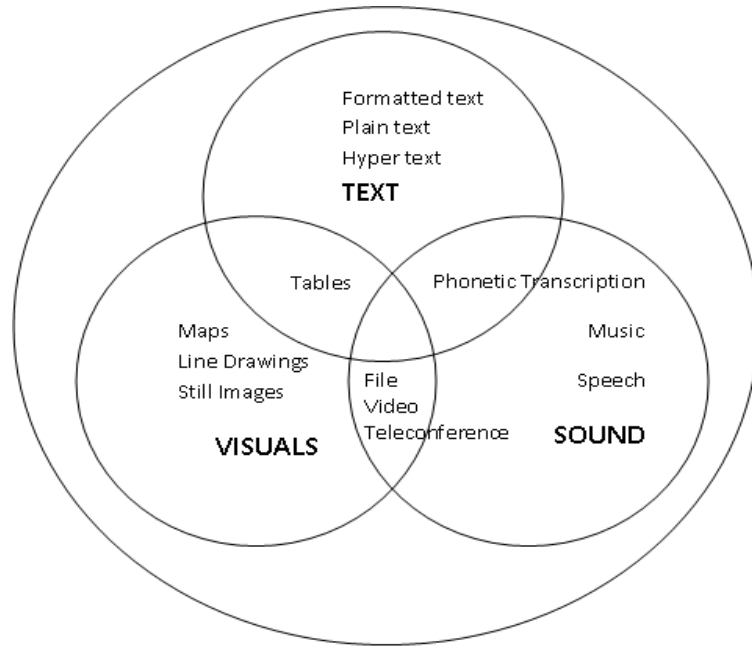 Formatted text
Plain text
Hyper text
TEXT
Tables
Phonetic Transcription
Maps
Line Drawings
Still Images
VISUALS
File
Video
Teleconference
Music
Speech
SOUND